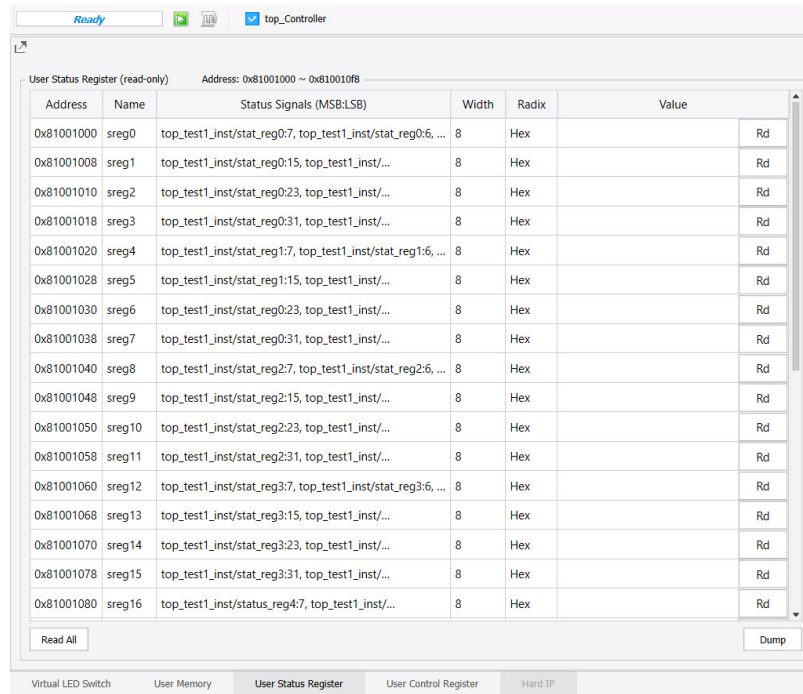 Ready top_Controller
User Status Register (read-only) Address: 0x81001000 ~ 0x810010f8
Address Name Status Signals (MSB:LSB) Width Radix Value
0x81001000 sreg0 top_test1_inst/stat_reg0:7, top_test1_inst/stat_reg0:6, ... 8 Hex Rd
0x81001008 sreg1 top_test1_inst/stat_reg0:15, top_test1_inst/... 8 Hex Rd
0x81001010 sreg2 top_test1_inst/stat_reg0:23, top_test1_inst/... 8 Hex Rd
0x81001018 sreg3 top_test1_inst/stat_reg0:31, top_test1_inst/... 8 Hex Rd
0x81001020 sreg4 top_test1_inst/stat_reg1:7, top_test1_inst/stat_reg1:6, ... 8 Hex Rd
0x81001028 sreg5 top_test1_inst/stat_reg1:15, top_test1_inst/... 8 Hex Rd
0x81001030 sreg6 top_test1_inst/stat_reg0:23, top_test1_inst/... 8 Hex Rd
0x81001038 sreg7 top_test1_inst/stat_reg0:31, top_test1_inst/... 8 Hex Rd
0x81001040 sreg8 top_test1_inst/stat_reg2:7, top_test1_inst/stat_reg2:6, ... 8 Hex Rd
0x81001048 sreg9 top_test1_inst/stat_reg2:15, top_test1_inst/... 8 Hex Rd
0x81001050 sreg10 top_test1_inst/stat_reg2:23, top_test1_inst/... 8 Hex Rd
0x81001058 sreg11 top_test1_inst/stat_reg2:31, top_test1_inst/... 8 Hex Rd
0x81001060 sreg12 top_test1_inst/stat_reg3:7, top_test1_inst/stat_reg3:6, ... 8 Hex Rd
0x81001068 sreg13 top_test1_inst/stat_reg3:15, top_test1_inst/... 8 Hex Rd
0x81001070 sreg14 top_test1_inst/stat_reg3:23, top_test1_inst/... 8 Hex Rd
0x81001078 sreg15 top_test1_inst/stat_reg3:31, top_test1_inst/... 8 Hex Rd
0x81001080 sreg16 top_test1_inst/status_reg4:7, top_test1_inst/... 8 Hex Rd
Read All Dump
Virtual LED Switch User Memory User Status Register User Control Register Hard IP